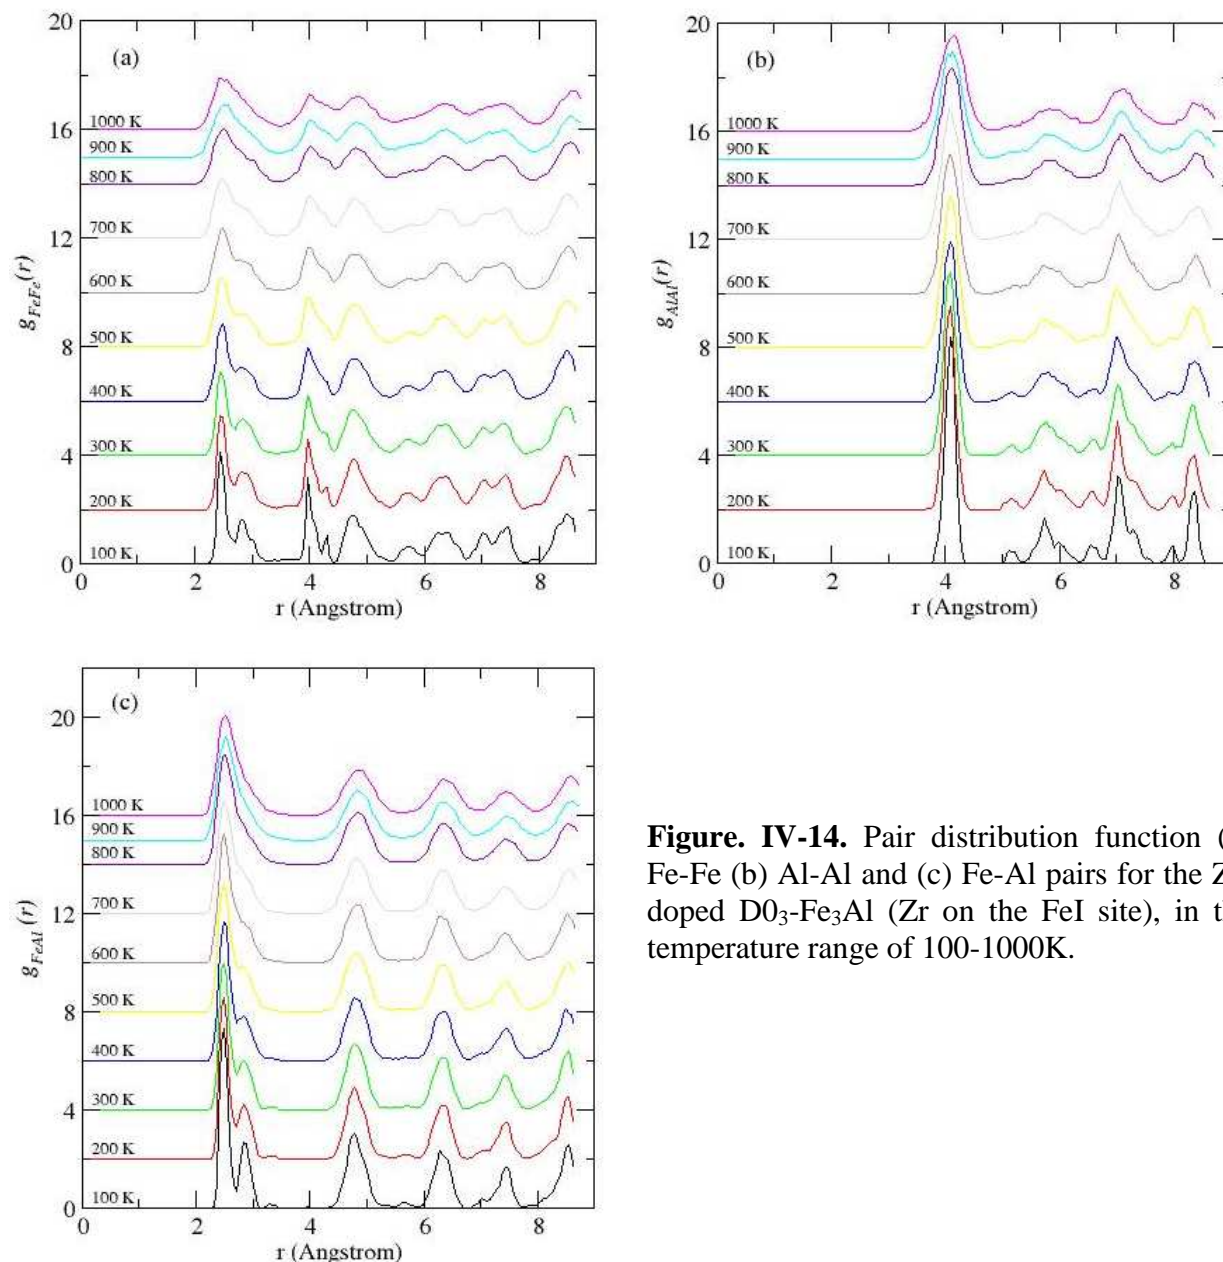 20
(a)
16
12
8
4
0
1000 K
900 K
800 K
700 K
600 K
500 K
400 K
300 K
200 K
100 K
g_FeFe(r)
0 2 4 6 8
r (Angstrom)
20
(b)
16
12
8
4
0
1000 K
900 K
800 K
700 K
600 K
500 K
400 K
300 K
200 K
100 K
g_AlAl(r)
0 2 4 6 8
r (Angstrom)
(c)
20
16
12
8
4
0
1000 K
900 K
800 K
700 K
600 K
500 K
400 K
300 K
200 K
100 K
g_FeAl(r)
0 2 4 6 8
r (Angstrom)
Figure. IV-14. Pair distribution function (
Fe-Fe (b) Al-Al and (c) Fe-Al pairs for the
doped D0₃-Fe₃Al (Zr on the FeI site), in
temperature range of 100-1000K.